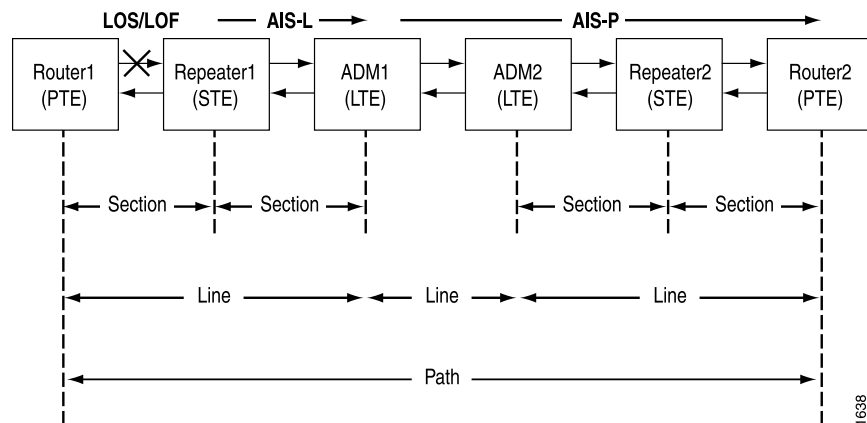 LOS/LOF AIS-L AIS-P
Router1 Repeater1 ADM1 ADM2 Repeater2 Router2
(PTE) (STE) (LTE) (LTE) (STE) (PTE)
Section Section Section Section
Line Line Line
Path
1638